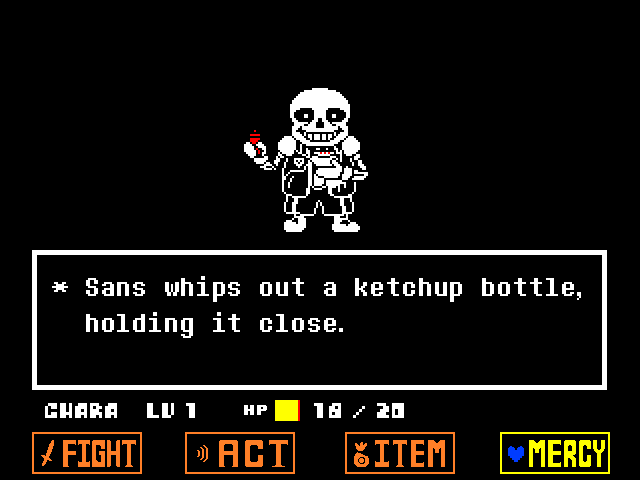 * Sans whips out a ketchup bottle,
holding it close.
CHARA LV 1 HP 18 / 20
FIGHT ACT ITEM MERCY